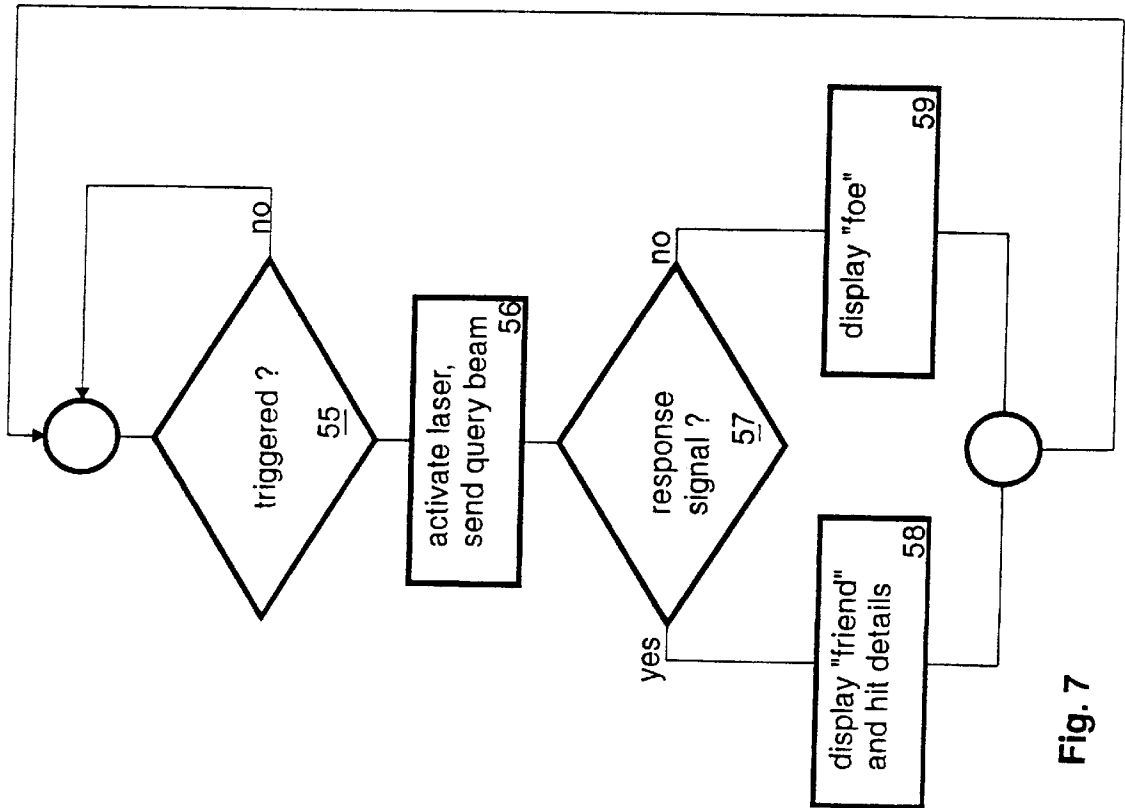 triggered ?
55
no
activate laser,
send query beam
56
response
signal ?
57
yes
no
display "friend"
and hit details
58
display "foe"
59
Fig. 7